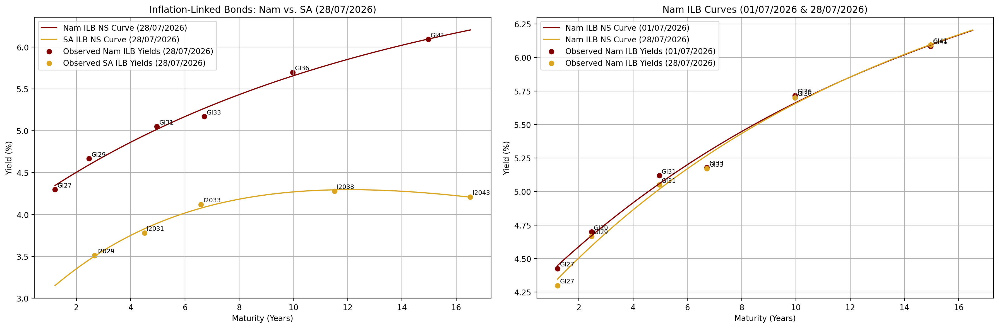 Inflation-Linked Bonds: Nam vs. SA (28/07/2026)
Nam ILB NS Curve (28/07/2026)
SA ILB NS Curve (28/07/2026)
Observed Nam ILB Yields (28/07/2026)
Observed SA ILB Yields (28/07/2026)
Yield (%)
6.0
5.5
5.0
4.5
4.0
3.5
3.0
GI27
GI29
GI31
GI33
GI36
GI41
I2029
I2031
I2033
I2038
I2043
2
4
6
8
10
12
14
16
Maturity (Years)
Nam ILB Curves (01/07/2026 & 28/07/2026)
Nam ILB NS Curve (01/07/2026)
Nam ILB NS Curve (28/07/2026)
Observed Nam ILB Yields (01/07/2026)
Observed Nam ILB Yields (28/07/2026)
Yield (%)
6.25
6.00
5.75
5.50
5.25
5.00
4.75
4.50
4.25
GI27
GI27
GI29
GI29
GI31
GI31
GI33
GI33
GI36
GI36
GI41
GI41
2
4
6
8
10
12
14
16
Maturity (Years)